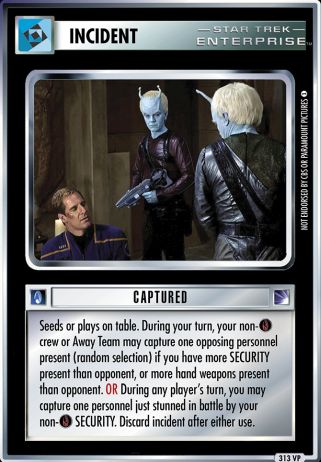 INCIDENT
STAR TREK
ENTERPRISE™
NOT ENDORSED BY CBS OR PARAMOUNT PICTURES
CAPTURED
Seeds or plays on table. During your turn, your non-
crew or Away Team may capture one opposing personnel
present (random selection) if you have more SECURITY
present than opponent, or more hand weapons present
than opponent. OR During any player's turn, you may
capture one personnel just stunned in battle by your
non- SECURITY. Discard incident after either use.
313 VP